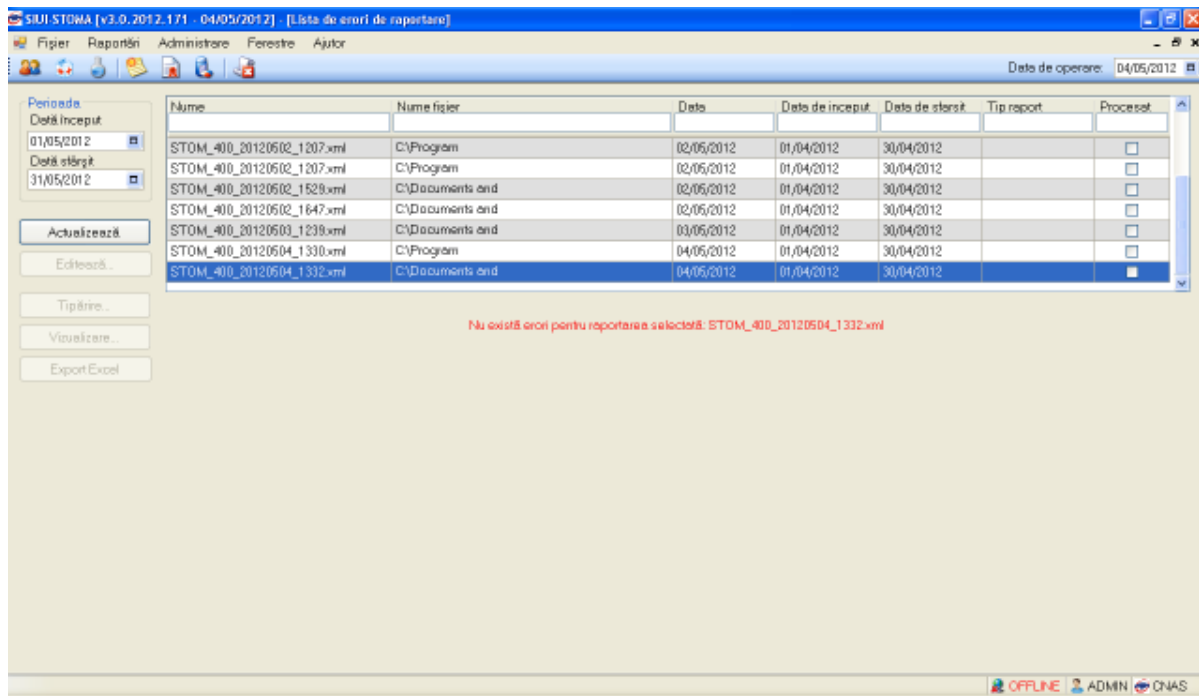 SIUI-STOMA [v3.0.2012.171 - 04/05/2012] - [Lista de erori de raportare]
Fişier Raportări Administrare Ferestre Ajutor
Data de operare: 04/05/2012
Perioada
Dată început
01/05/2012
Dată sfârşit
31/05/2012
Actualizează
Editează...
Tipărire...
Vizualizare...
Export Excel
Nume Nume fişier Data Data de inceput Data de sfarsit Tip raport Procesat
STOM_400_20120502_1207.xml C:\Program 02/05/2012 01/04/2012 30/04/2012
STOM_400_20120502_1207.xml C:\Program 02/05/2012 01/04/2012 30/04/2012
STOM_400_20120502_1529.xml C:\Documents and 02/05/2012 01/04/2012 30/04/2012
STOM_400_20120502_1647.xml C:\Documents and 02/05/2012 01/04/2012 30/04/2012
STOM_400_20120503_1239.xml C:\Documents and 03/05/2012 01/04/2012 30/04/2012
STOM_400_20120504_1330.xml C:\Program 04/05/2012 01/04/2012 30/04/2012
STOM_400_20120504_1332.xml C:\Documents and 04/05/2012 01/04/2012 30/04/2012
Nu există erori pentru raportarea selectată: STOM_400_20120504_1332.xml
OFFLINE ADMIN CNAS